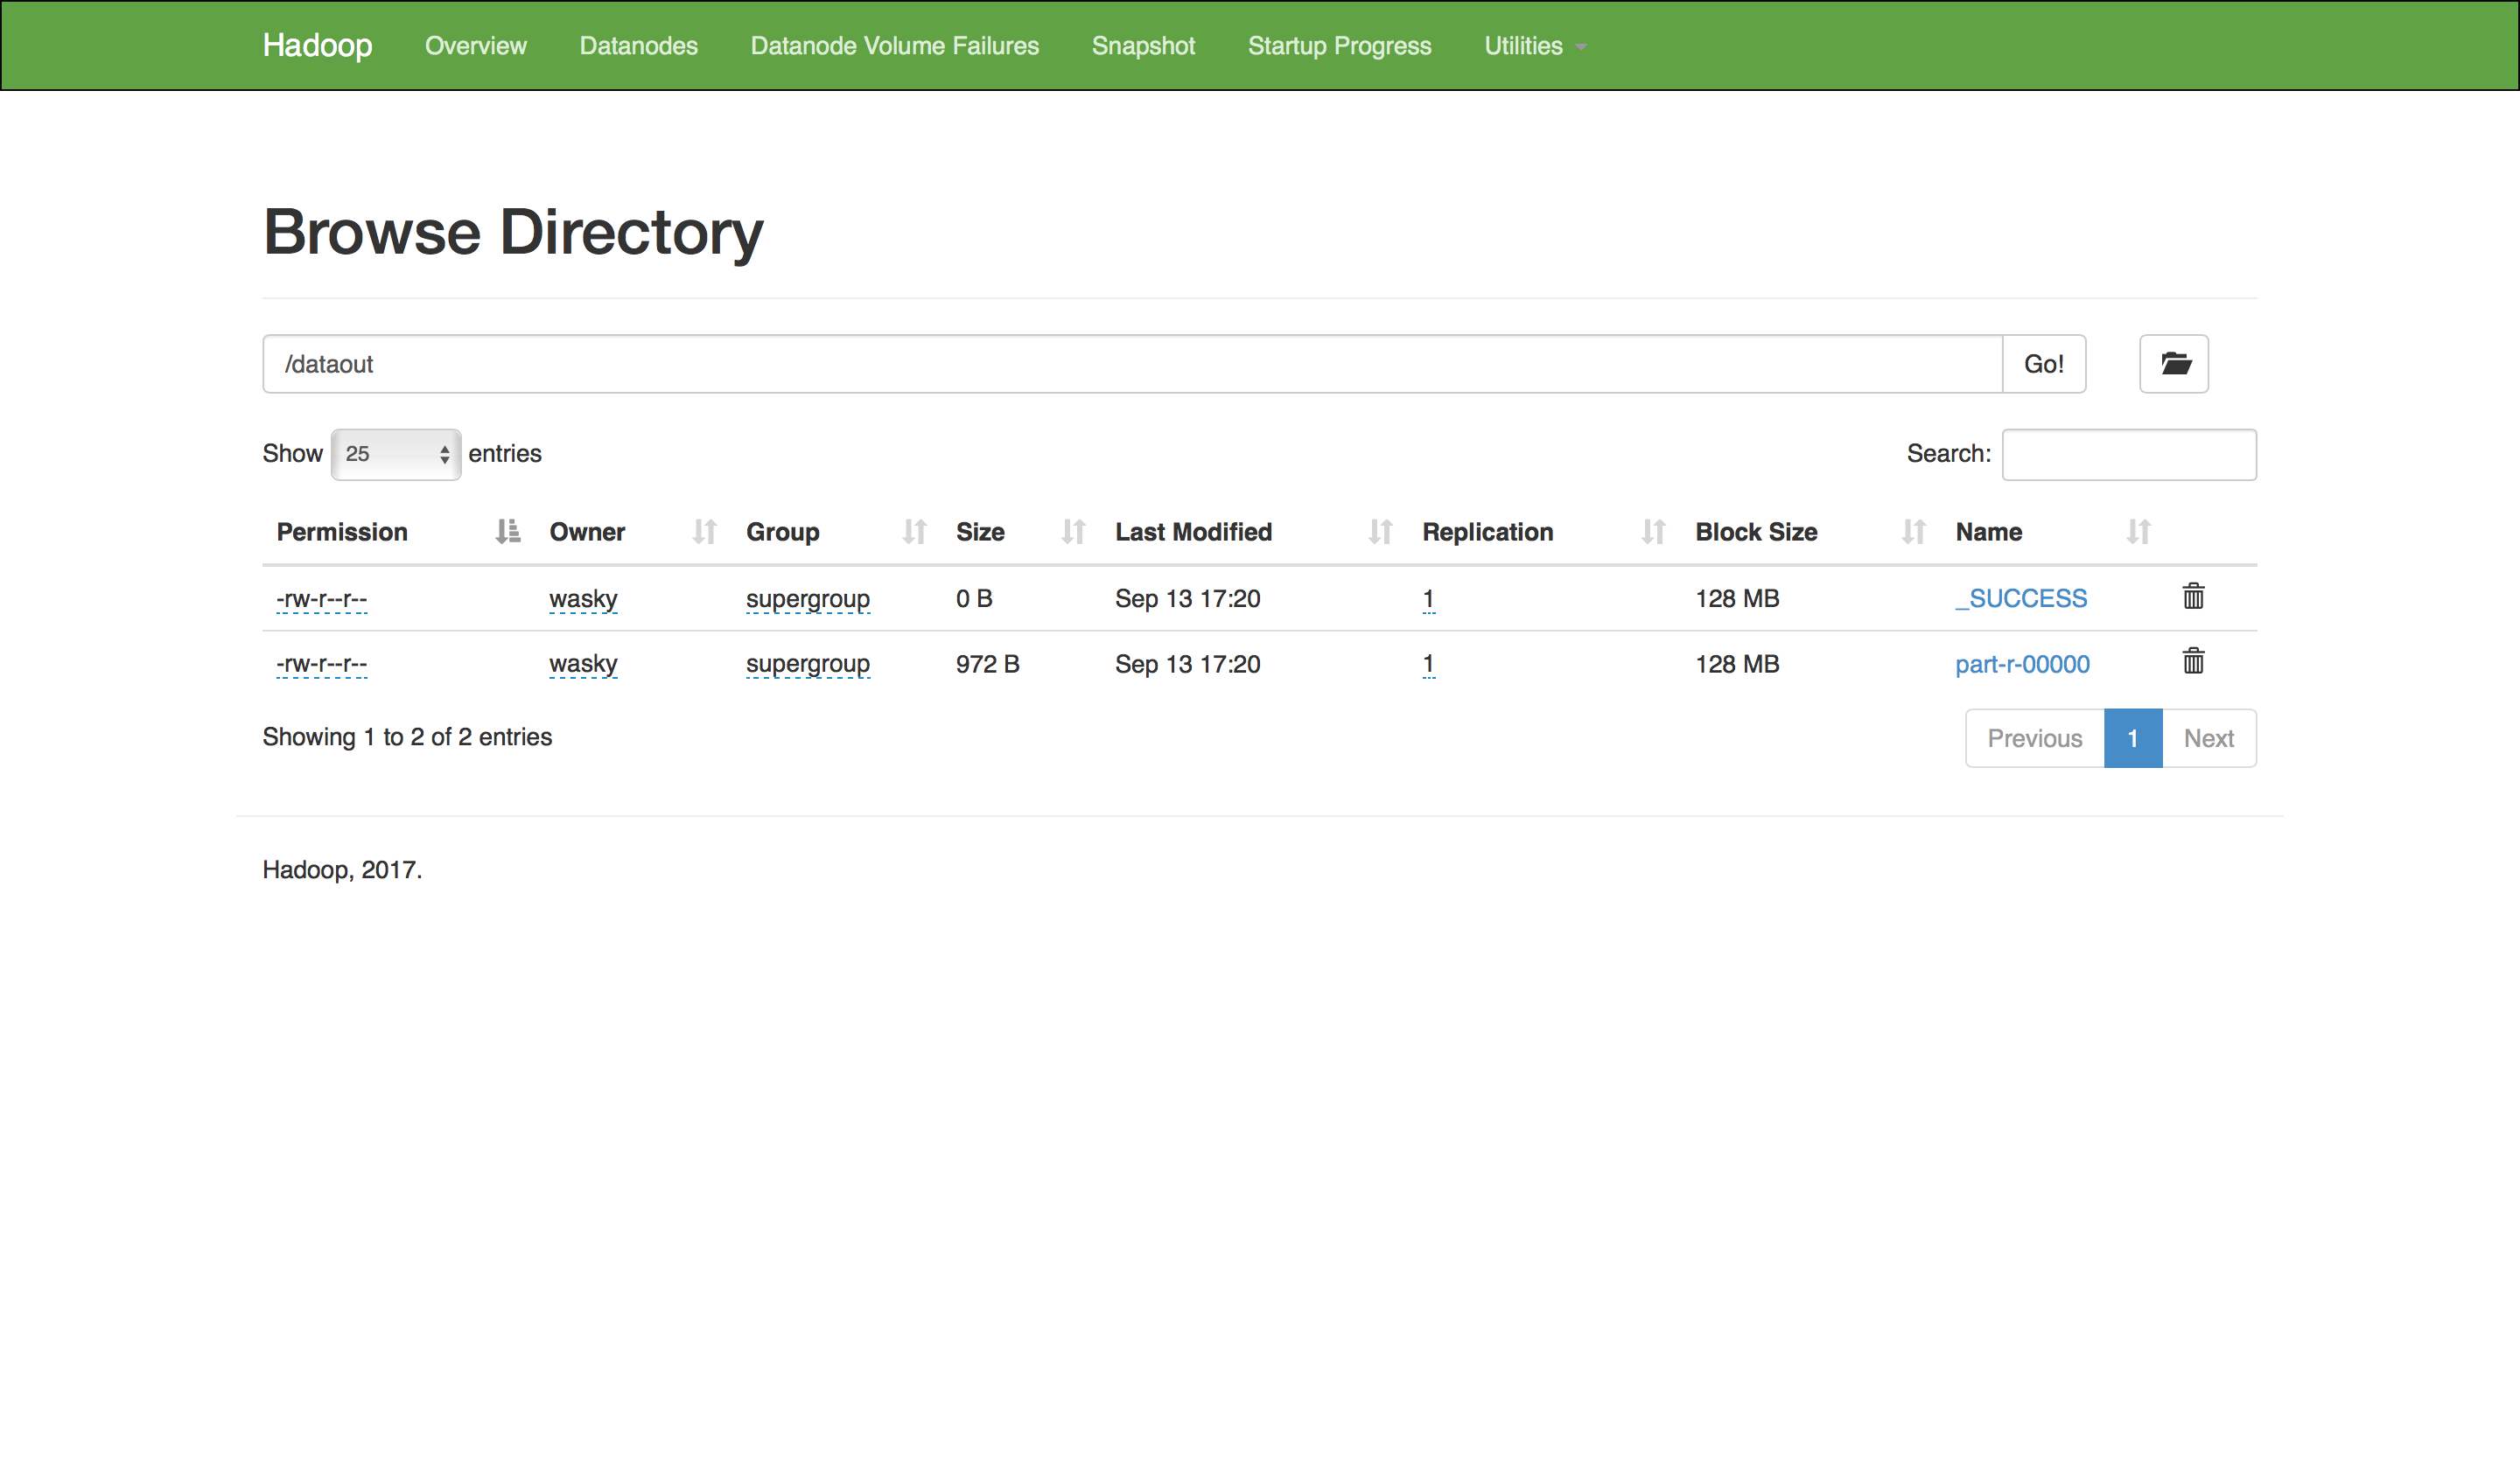 Hadoop Overview Datanodes Datanode Volume Failures Snapshot Startup Progress Utilities
Browse Directory
/dataout Go!
Show 25 entries Search:
Permission Owner Group Size Last Modified Replication Block Size Name
-rw-r--r-- wasky supergroup 0 B Sep 13 17:20 1 128 MB _SUCCESS
-rw-r--r-- wasky supergroup 972 B Sep 13 17:20 1 128 MB part-r-00000
Showing 1 to 2 of 2 entries Previous 1 Next
Hadoop, 2017.